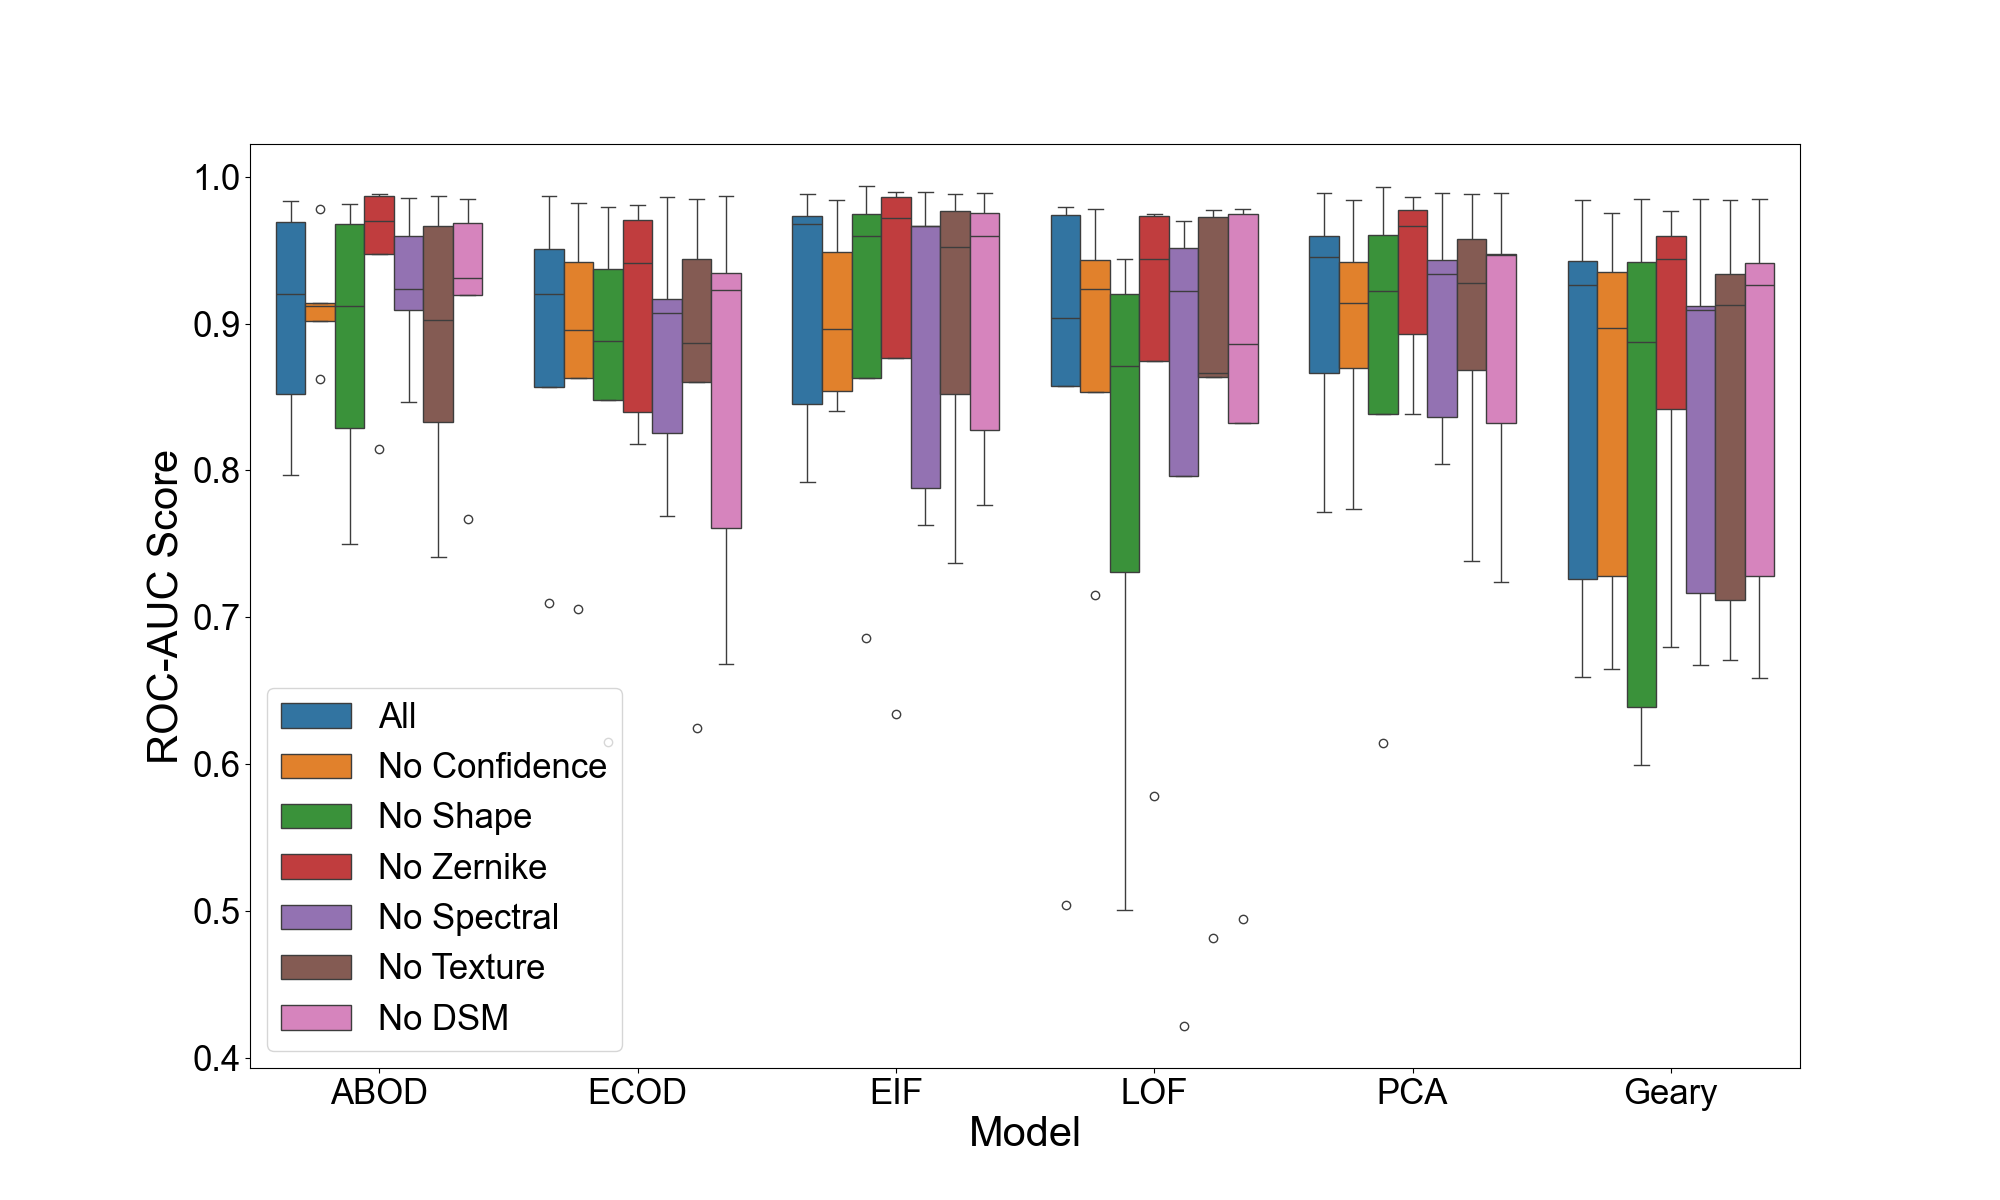 1.0
0.9
0.8
0.7
0.6
0.5
0.4
ROC-AUC Score
All
No Confidence
No Shape
No Zernike
No Spectral
No Texture
No DSM
ABOD ECOD EIF LOF PCA Geary
Model